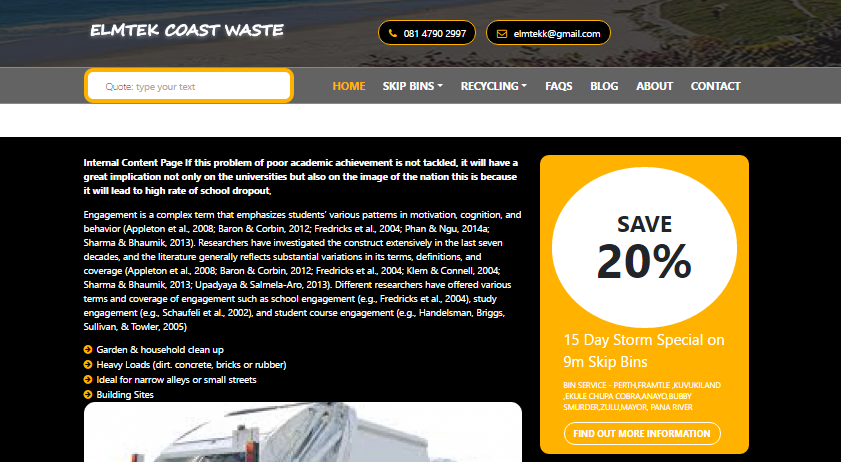 ELMTEK COAST WASTE
081 4790 2997
elmtekk@gmail.com
Quote: type your text
HOME
SKIP BINS
RECYCLING
FAQS
BLOG
ABOUT
CONTACT
Internal Content Page If this problem of poor academic achievement is not tackled, it will have a
great implication not only on the universities but also on the image of the nation this is because
it will lead to high rate of school dropout,
Engagement is a complex term that emphasizes students' various patterns in motivation, cognition, and
behavior (Appleton et al., 2008; Baron & Corbin, 2012; Fredricks et al., 2004; Phan & Ngu, 2014a;
Sharma & Bhaumik, 2013). Researchers have investigated the construct extensively in the last seven
decades, and the literature generally reflects substantial variations in its terms, definitions, and
coverage (Appleton et al., 2008; Baron & Corbin, 2012; Fredricks et al., 2004; Klem & Connell, 2004;
Sharma & Bhaumik, 2013; Upadyaya & Salmela-Aro, 2013). Different researchers have offered various
terms and coverage of engagement such as school engagement (e.g., Fredricks et al., 2004), study
engagement (e.g., Schaufeli et al., 2002), and student course engagement (e.g., Handelsman, Briggs,
Sullivan, & Towler, 2005)
Garden & household clean up
Heavy Loads (dirt. concrete, bricks or rubber)
Ideal for narrow alleys or small streets
Building Sites
SAVE
20%
15 Day Storm Special on
9m Skip Bins
BIN SERVICE - PERTH,FRAMTLE ,KUVUKILAND
,EKULE CHUPA COBRA,ANAYO,BUBBY
SMURDER,ZULU,MAYOR, PANA RIVER
FIND OUT MORE INFORMATION